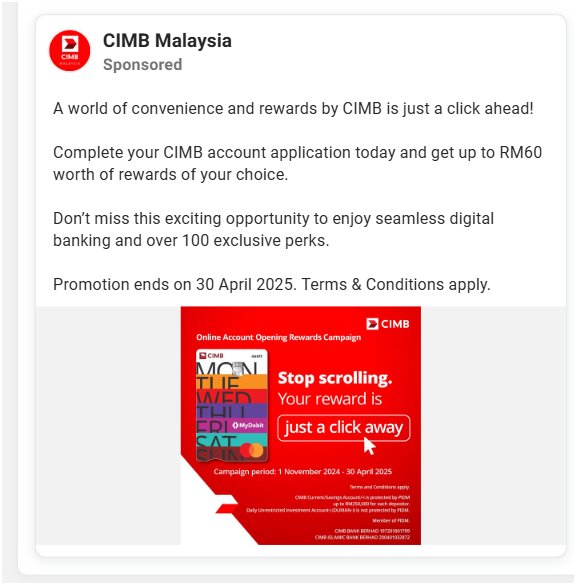 CIMB
MALAYSIA
CIMB Malaysia
Sponsored
A world of convenience and rewards by CIMB is just a click ahead!
Complete your CIMB account application today and get up to RM60
worth of rewards of your choice.
Don’t miss this exciting opportunity to enjoy seamless digital
banking and over 100 exclusive perks.
Promotion ends on 30 April 2025. Terms & Conditions apply.
CIMB
Online Account Opening Rewards Campaign
CIMB debit
MON
TUE
WED
THU
FRI MyDebit
SAT
SUN
Stop scrolling.
Your reward is
just a click away
Campaign period: 1 November 2024 - 30 April 2025
Terms and Conditions apply.
CIMB Current/Savings Account/-i is protected by PIDM
up to RM250,000 for each depositor.
Daily Unrestricted Investment Account-i (DURIAN-i) is not protected by PIDM.
Member of PIDM.
CIMB BANK BERHAD 197201001799
CIMB ISLAMIC BANK BERHAD 200401032872